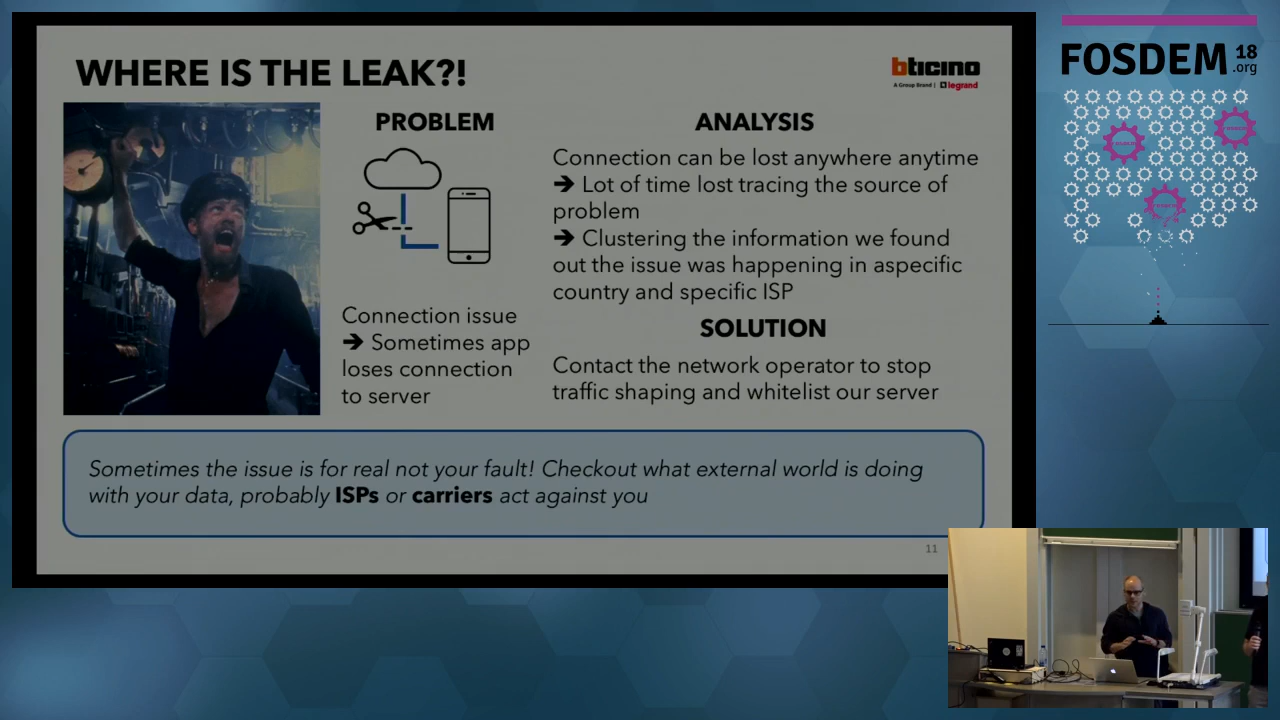 WHERE IS THE LEAK?!
bticino
A Group Brand | legrand
PROBLEM
Connection issue
➔ Sometimes app
loses connection
to server
ANALYSIS
Connection can be lost anywhere anytime
➔ Lot of time lost tracing the source of
problem
➔ Clustering the information we found
out the issue was happening in aspecific
country and specific ISP
SOLUTION
Contact the network operator to stop
traffic shaping and whitelist our server
Sometimes the issue is for real not your fault! Checkout what external world is doing
with your data, probably ISPs or carriers act against you
11
FOSDEM 18
.org